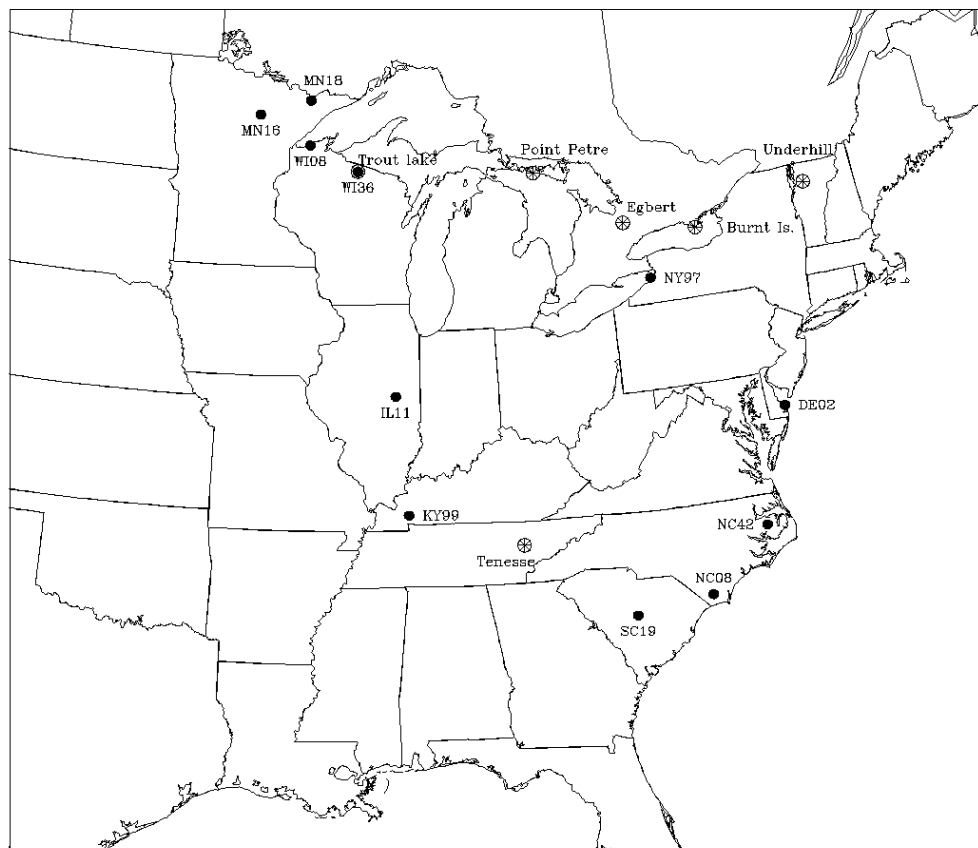 MN18
MN16
WI08
Trout lake
WI36
Point Petre
Underhill
Egbert
Burnt Is.
NY97
IL11
DE02
KY99
NC42
Tenesse
NC08
SC19